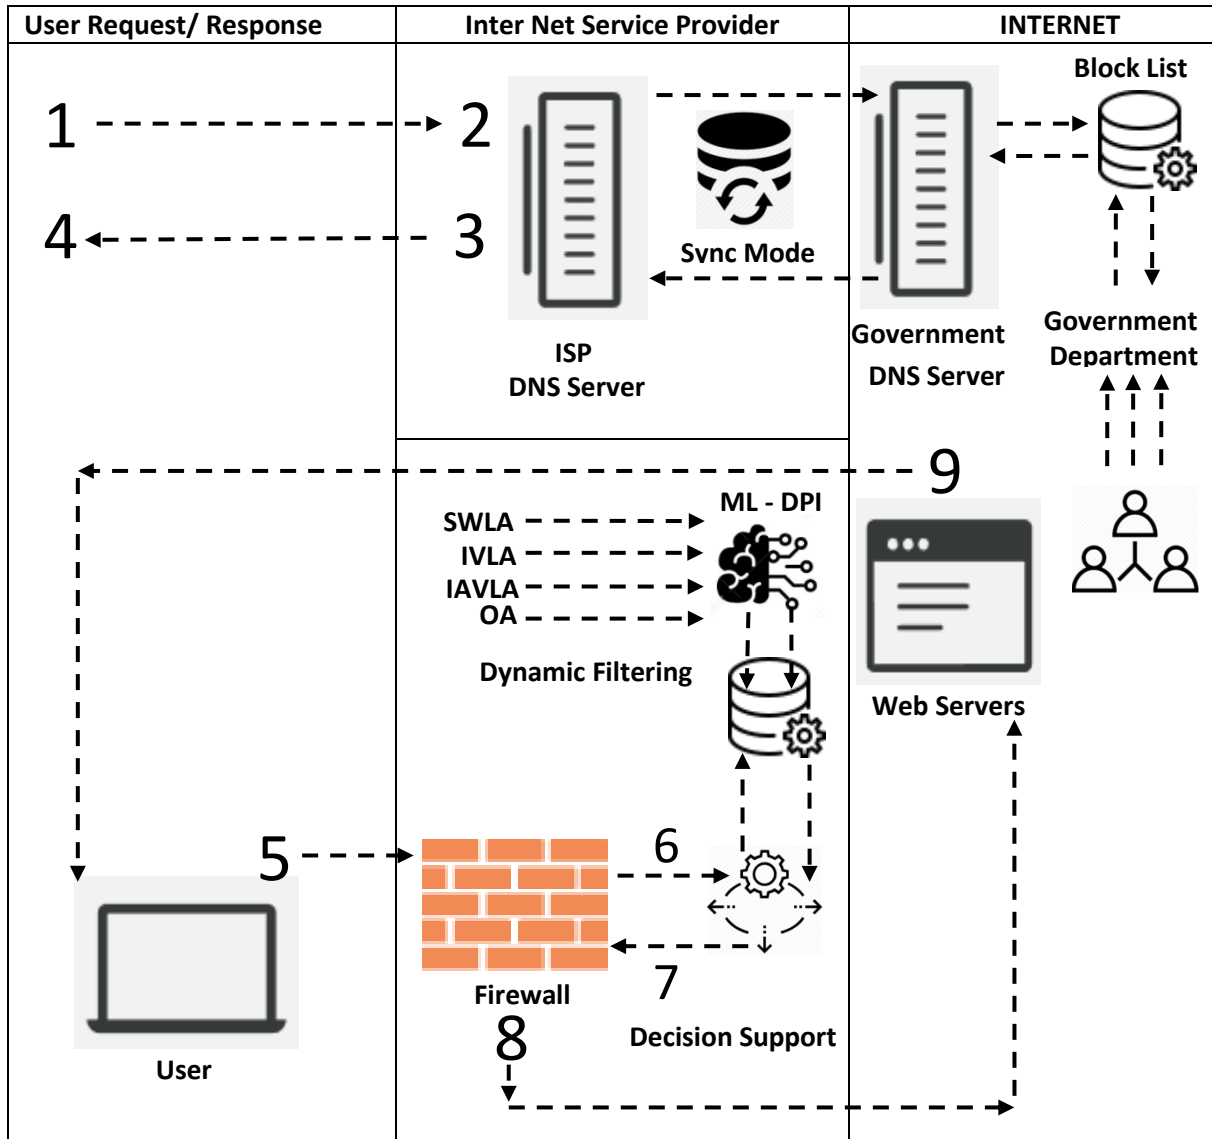 User Request/ Response
Inter Net Service Provider
INTERNET
Block List
1
2
4
3
Sync Mode
ISP
DNS Server
Government
DNS Server
Government
Department
9
ML - DPI
SWLA
IVLA
IAVLA
OA
Dynamic Filtering
Web Servers
5
6
7
Firewall
8
Decision Support
User